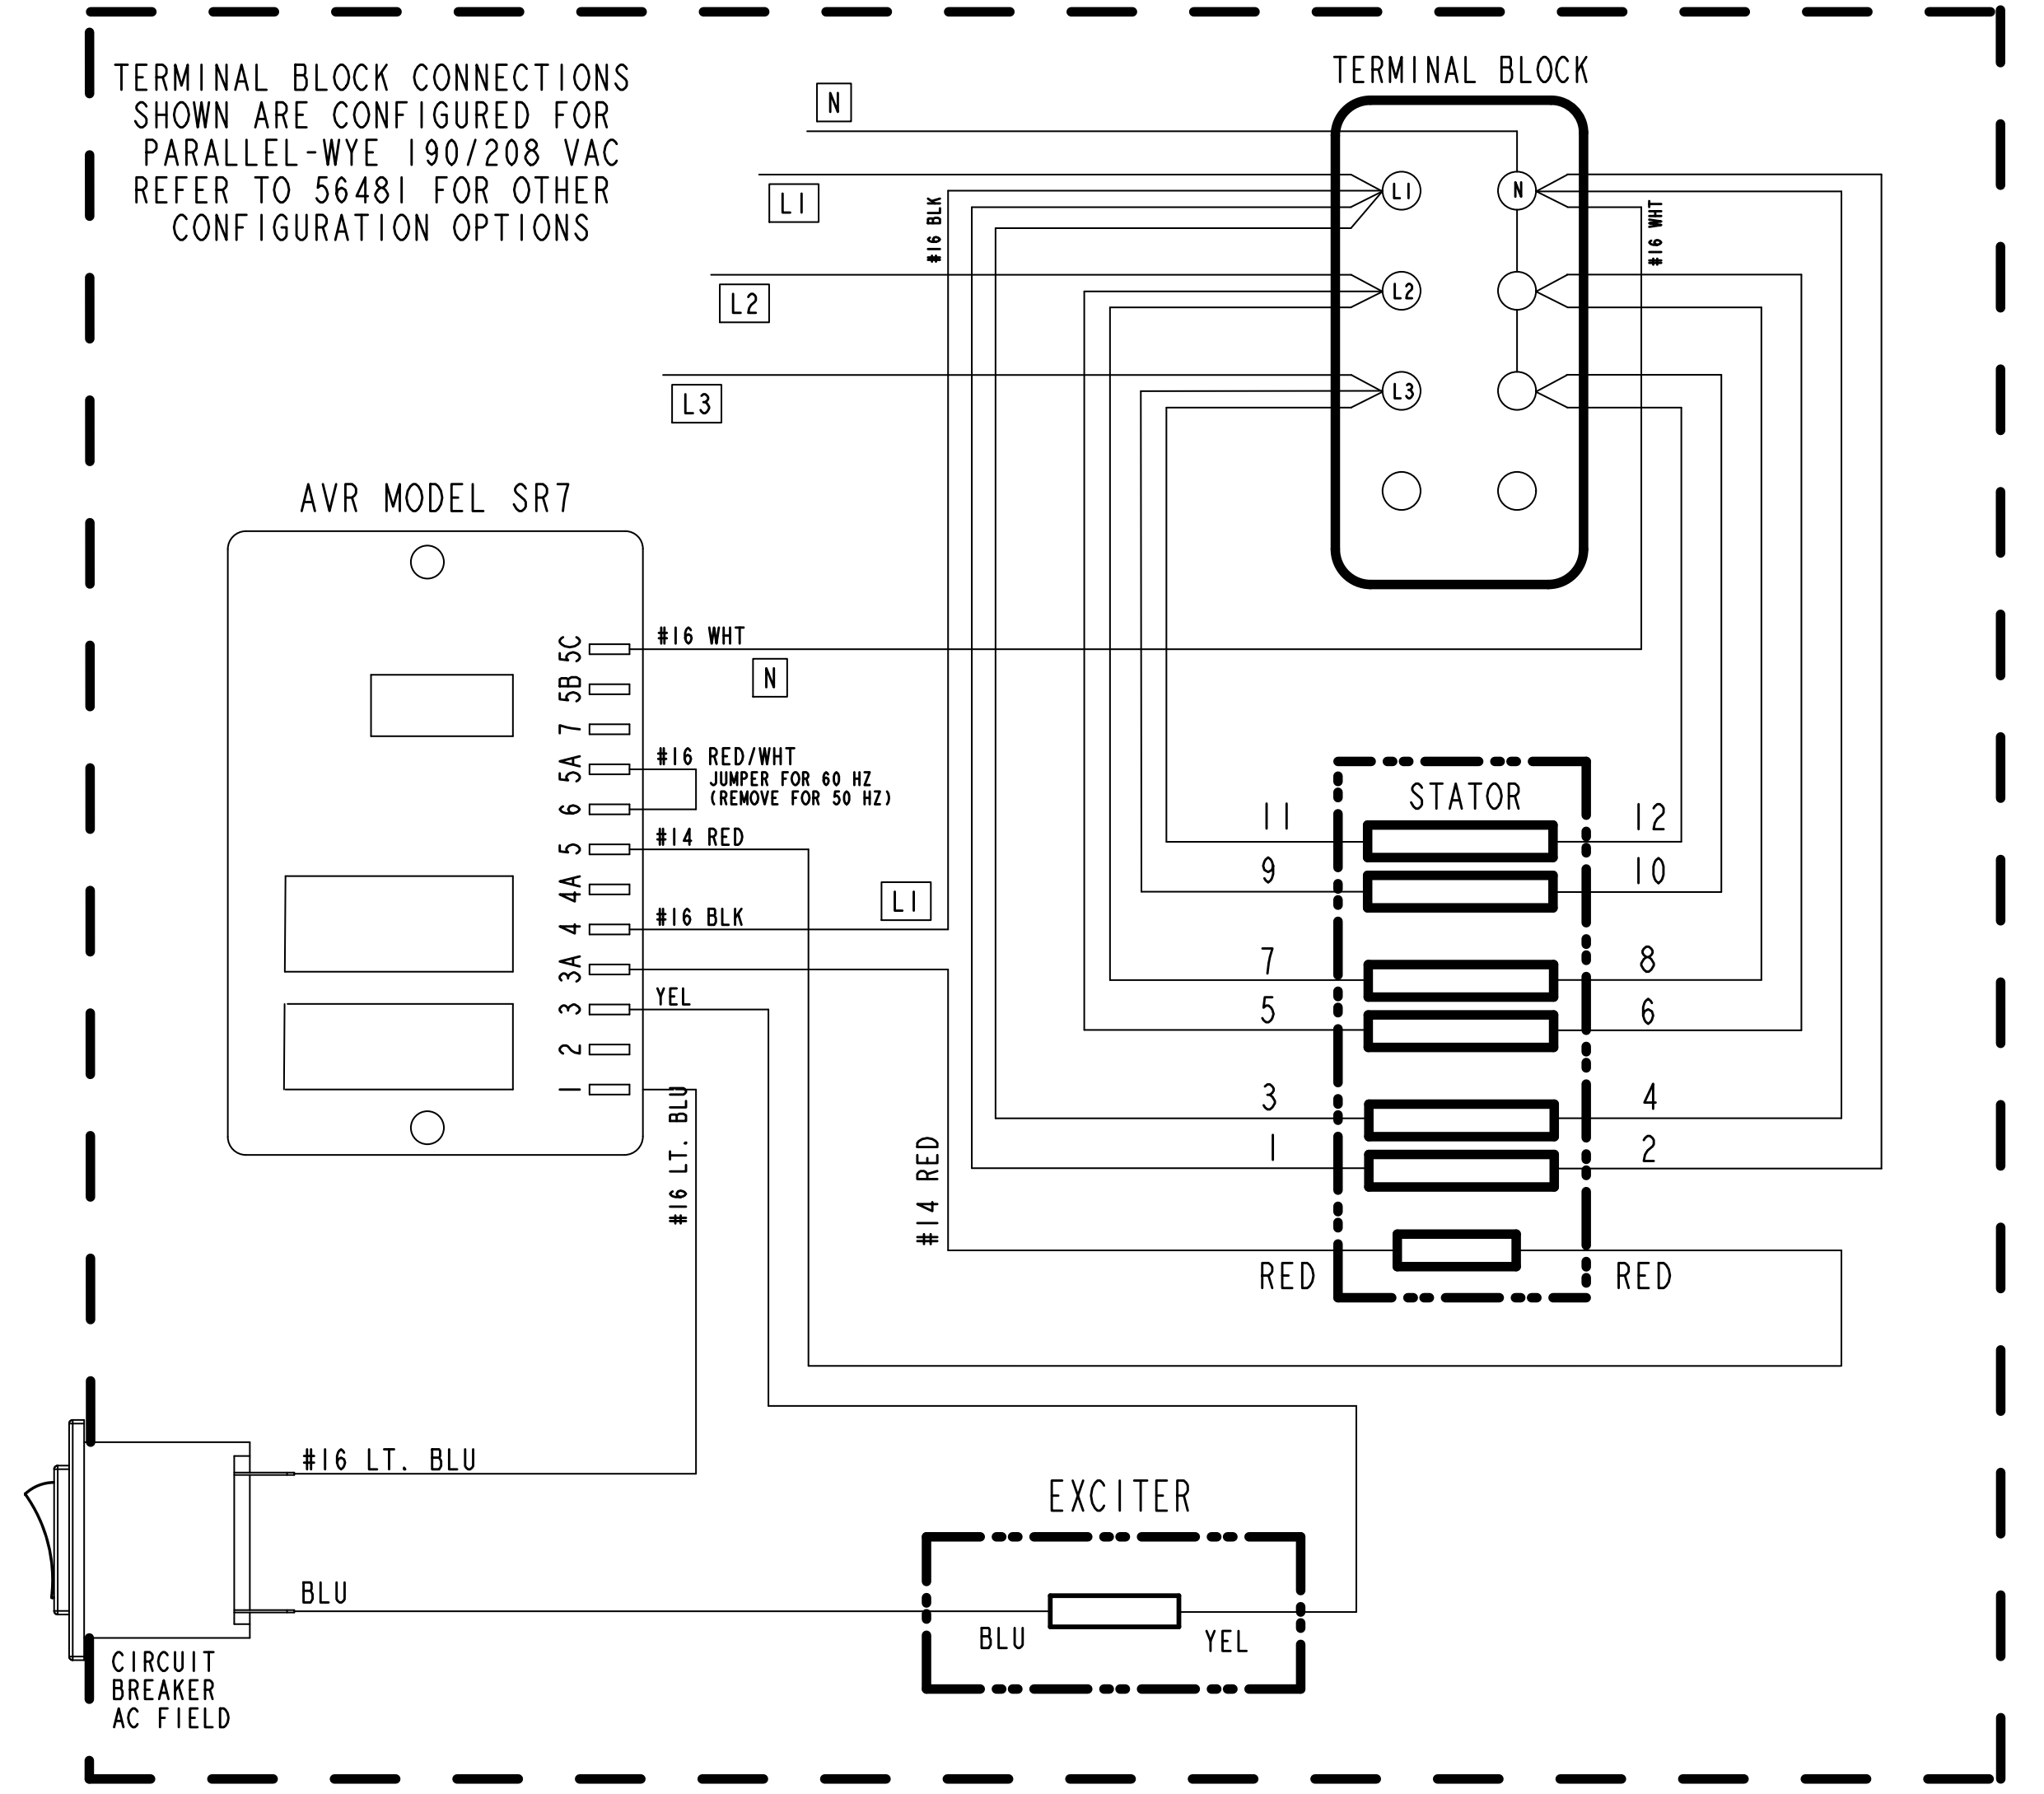 TERMINAL BLOCK CONNECTIONS
SHOWN ARE CONFIGURED FOR
PARALLEL-WYE 190/208 VAC
REFER TO 56481 FOR OTHER
CONFIGURATION OPTIONS
TERMINAL BLOCK
N
L1
L2
L3
#16 BLK
L1
N
L2
L3
#16 WHT
AVR MODEL SR7
5C
5B
7
5A
6
5
4A
4
3A
3
2
1
#16 WHT
N
#16 RED/WHT
JUMPER FOR 60 HZ
(REMOVE FOR 50 HZ)
#14 RED
L1
#16 BLK
YEL
#16 LT. BLU
#14 RED
STATOR
11
12
9
10
7
8
5
6
3
4
1
2
RED
RED
#16 LT. BLU
BLU
CIRCUIT
BREAKER
AC FIELD
EXCITER
BLU
YEL